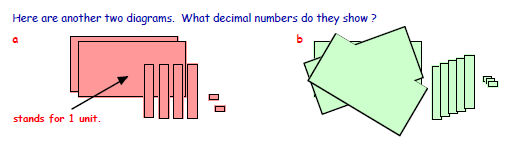 Here are another two diagrams. What decimal numbers do they show ?
a
b
stands for 1 unit.